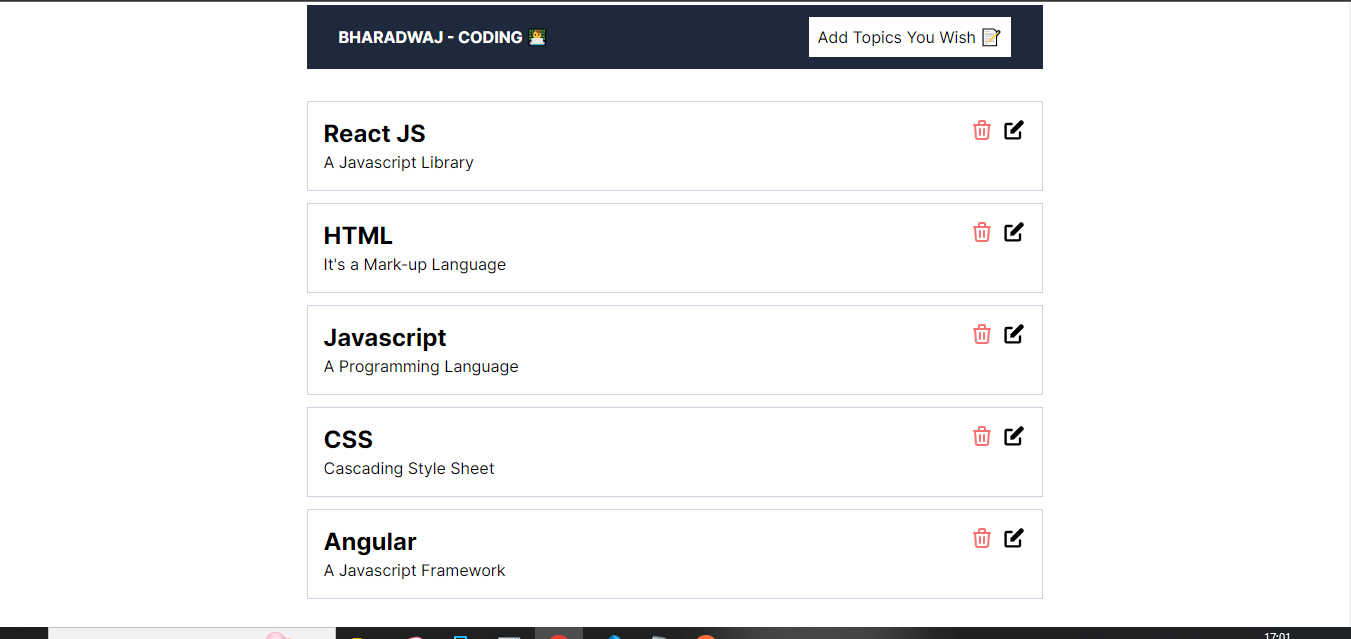 BHARADWAJ - CODING 👨‍💻
Add Topics You Wish 📝
React JS
A Javascript Library
HTML
It's a Mark-up Language
Javascript
A Programming Language
CSS
Cascading Style Sheet
Angular
A Javascript Framework
17:01